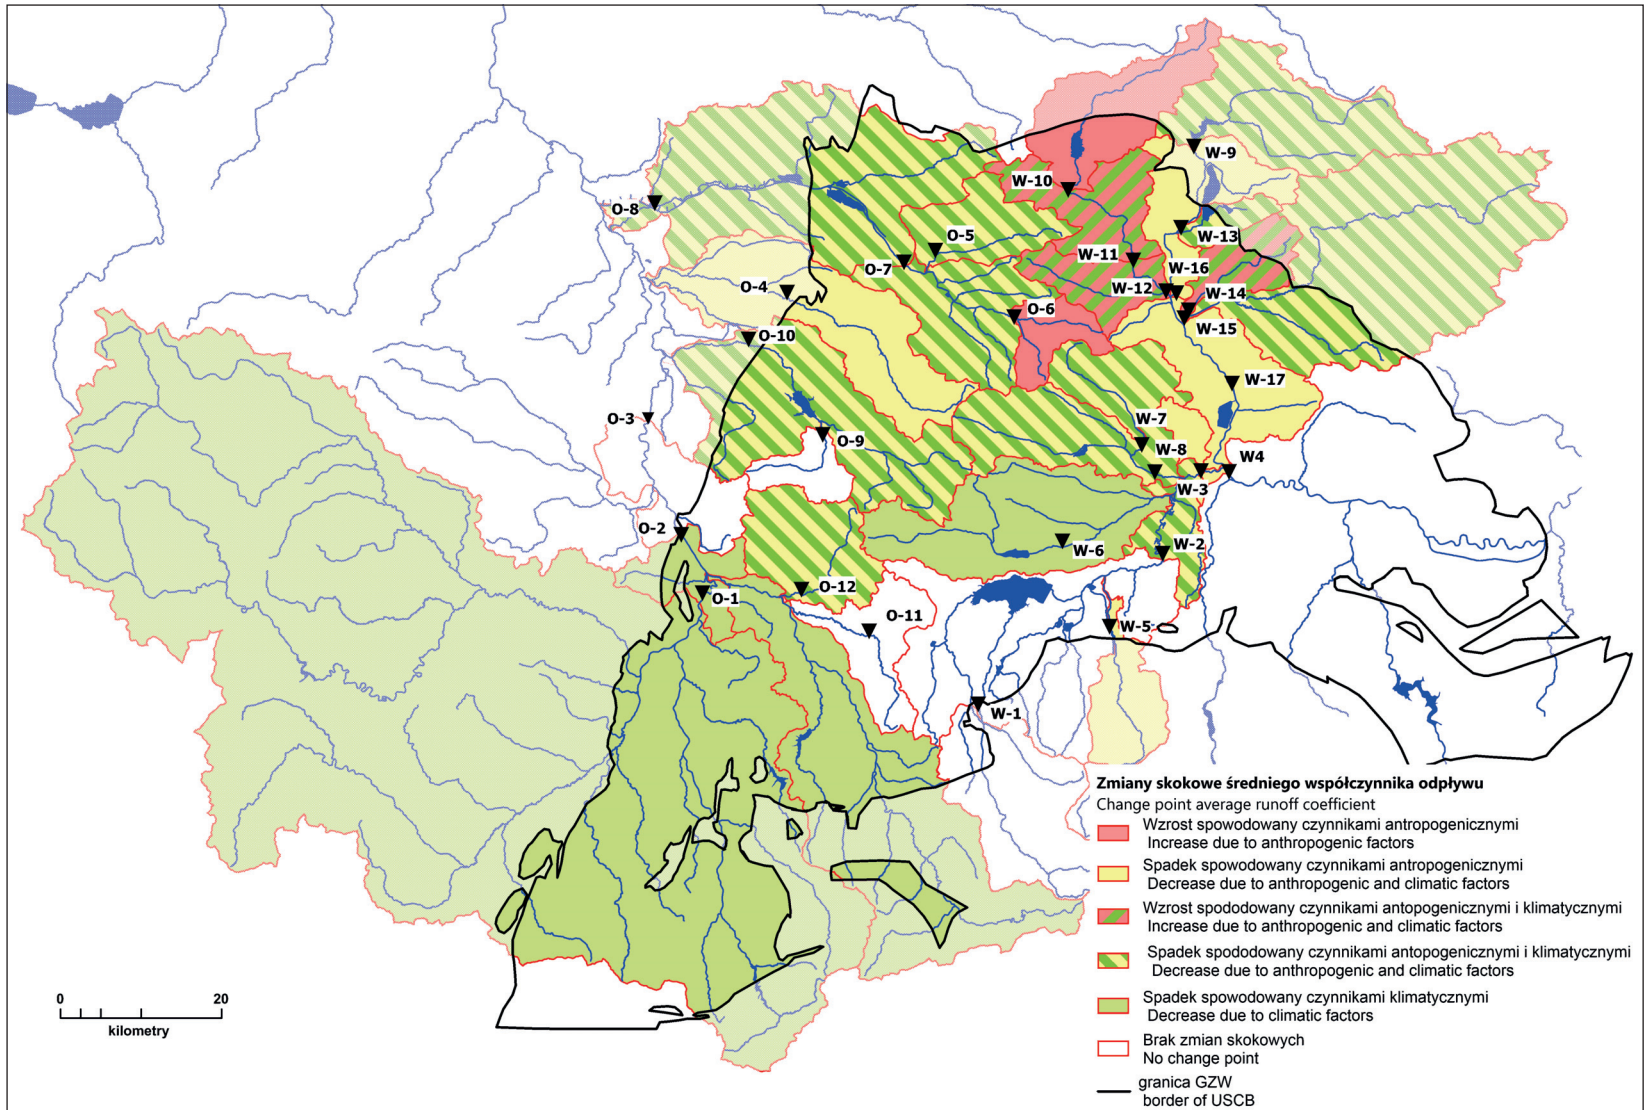 W-9
W-10
O-8
O-5
W-13
W-11
O-7
W-16
O-4
W-12
W-14
O-6
W-15
O-10
W-17
O-3
W-7
O-9
W-8
W4
W-3
O-2
W-6
W-2
O-12
O-1
O-11
W-5
W-1
Zmiany skokowe średniego współczynnika odpływu
Change point average runoff coefficient
Wzrost spowodowany czynnikami antropogenicznymi
Increase due to anthropogenic factors
Spadek spowodowany czynnikami antropogenicznymi
Decrease due to anthropogenic and climatic factors
Wzrost spododowany czynnikami antopogenicznymi i klimatycznymi
Increase due to anthropogenic and climatic factors
Spadek spododowany czynnikami antopogenicznymi i klimatycznymi
Decrease due to anthropogenic and climatic factors
Spadek spowodowany czynnikami klimatycznymi
Decrease due to climatic factors
Brak zmian skokowych
No change point
granica GZW
border of USCB
0 20
kilometry